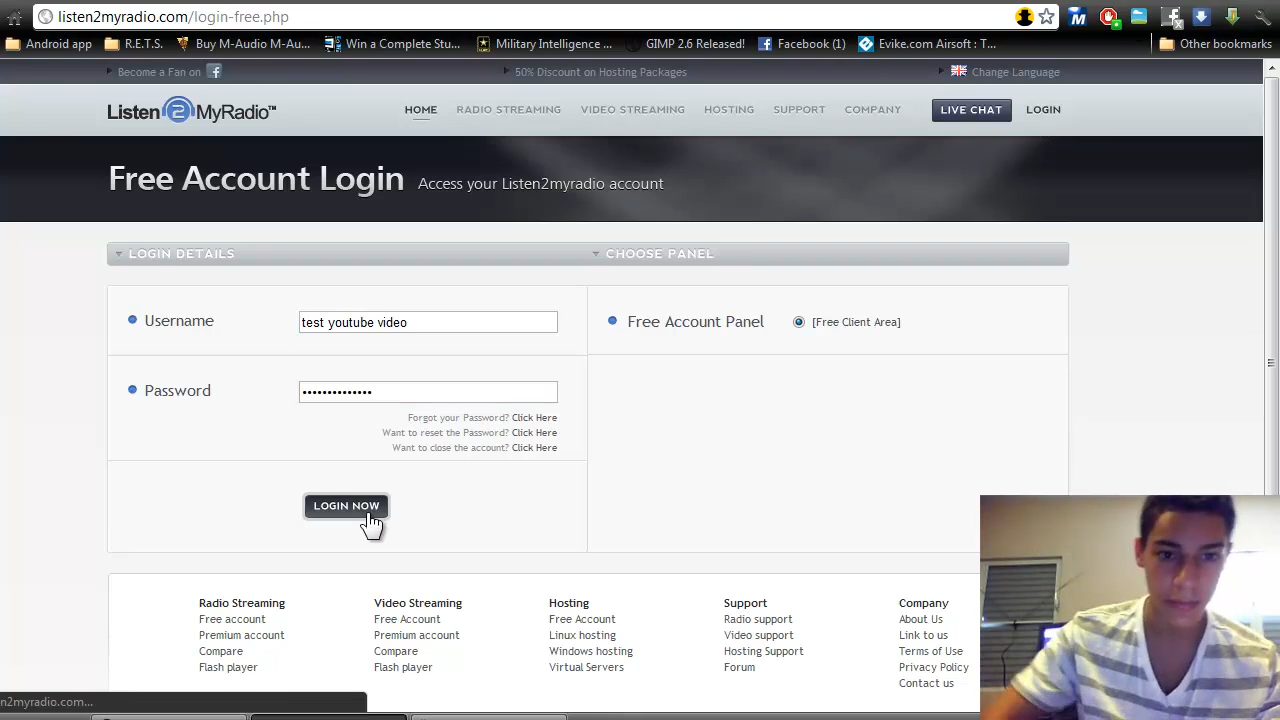 listen2myradio.com/login-free.php
Android app R.E.T.S. Buy M-Audio M-Au... Win a Complete Stu... Military Intelligence ... GIMP 2.6 Released! Facebook (1) Evike.com Airsoft : T... Other bookmarks
Become a Fan on 50% Discount on Hosting Packages Change Language
Listen2MyRadio™ HOME RADIO STREAMING VIDEO STREAMING HOSTING SUPPORT COMPANY LIVE CHAT LOGIN
Free Account Login Access your Listen2myradio account
LOGIN DETAILS CHOOSE PANEL
Username test youtube video Free Account Panel [Free Client Area]
Password ••••••••••••••
Forgot your Password? Click Here
Want to reset the Password? Click Here
Want to close the account? Click Here
LOGIN NOW
Radio Streaming Video Streaming Hosting Support Company
Free account Free Account Free Account Radio support About Us
Premium account Premium account Linux hosting Video support Link to us
Compare Compare Windows hosting Hosting Support Terms of Use
Flash player Flash player Virtual Servers Forum Privacy Policy
Contact us
n2myradio.com...